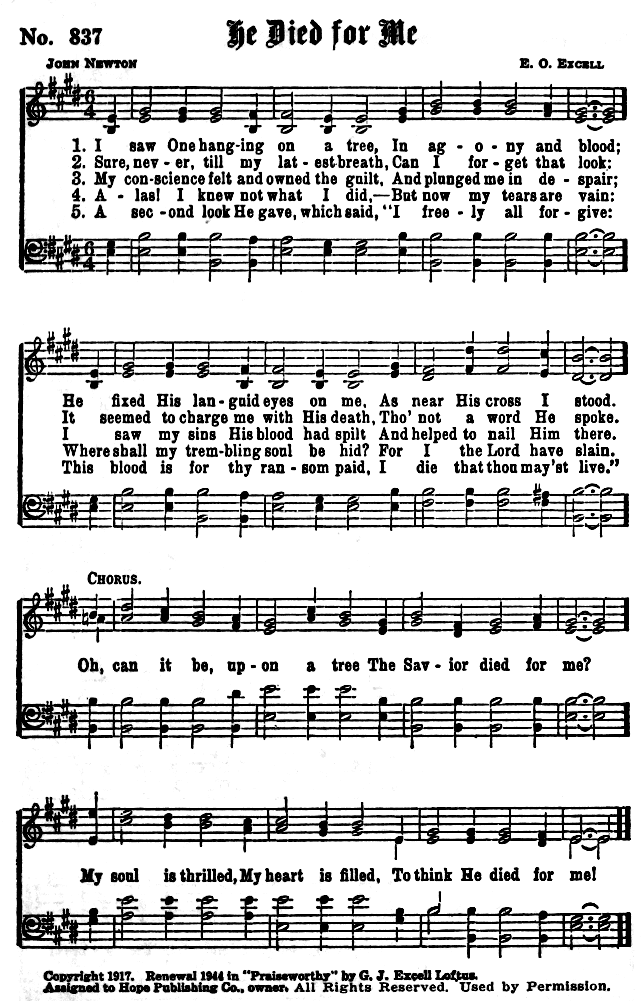 No. 837 He Died for Me
John Newton E. O. Excell
1. I saw One hang-ing on a tree, In ag - o - ny and blood;
2. Sure, nev - er, till my lat - est breath, Can I for - get that look:
3. My con-science felt and owned the guilt, And plunged me in de - spair;
4. A - las! I knew not what I did,—But now my tears are vain:
5. A sec - ond look He gave, which said, "I free - ly all for - give:
He fixed His lan-guid eyes on me, As near His cross I stood.
It seemed to charge me with His death, Tho' not a word He spoke.
I saw my sins His blood had spilt And helped to nail Him there.
Where shall my trem-bling soul be hid? For I the Lord have slain.
This blood is for thy ran-som paid, I die that thou may'st live."
Chorus.
Oh, can it be, up-on a tree The Sav - ior died for me?
My soul is thrilled, My heart is filled, To think He died for me!
Copyright 1917. Renewal 1944 in "Praiseworthy" by G. J. Excell Loftus.
Assigned to Hope Publishing Co., owner. All Rights Reserved. Used by Permission.